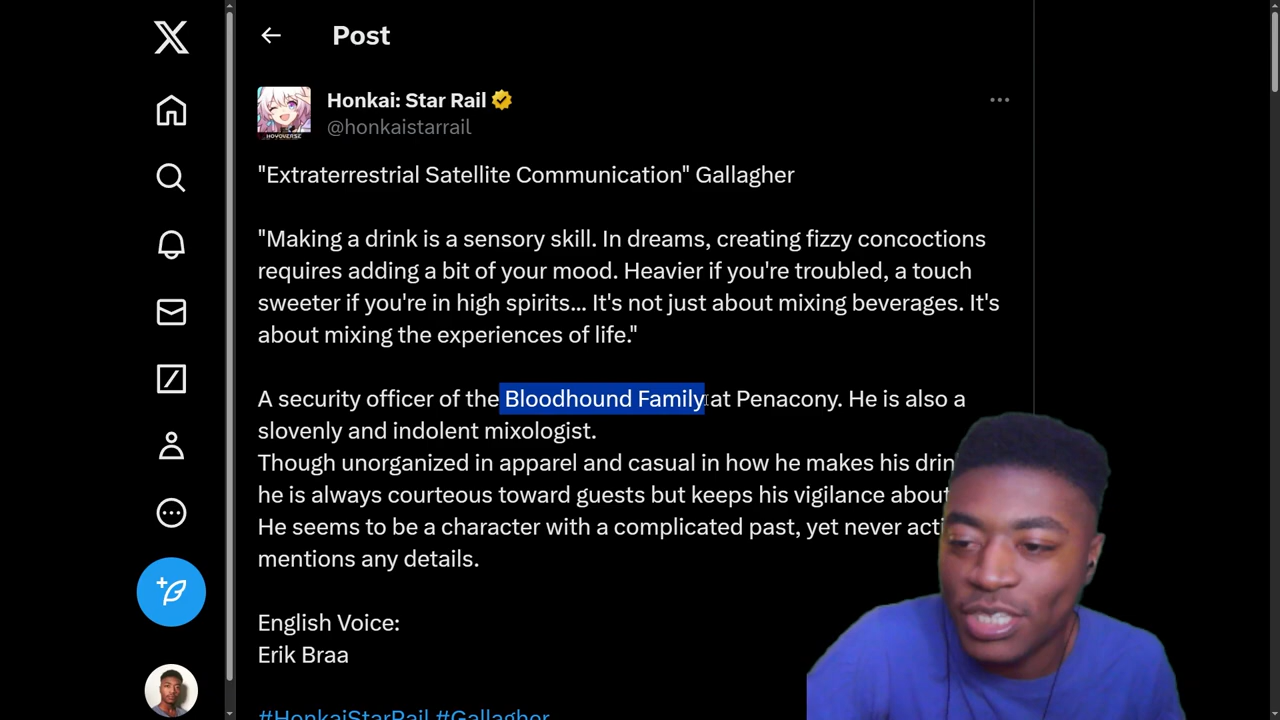 Post
Honkai: Star Rail
@honkaistarrail
HOYOVERSE
"Extraterrestrial Satellite Communication" Gallagher
"Making a drink is a sensory skill. In dreams, creating fizzy concoctions
requires adding a bit of your mood. Heavier if you're troubled, a touch
sweeter if you're in high spirits... It's not just about mixing beverages. It's
about mixing the experiences of life."
A security officer of the Bloodhound Family at Penacony. He is also a
slovenly and indolent mixologist.
Though unorganized in apparel and casual in how he makes his
he is always courteous toward guests but keeps his vigilance about
He seems to be a character with a complicated past, yet never
mentions any details.
English Voice:
Erik Braa
#HonkaiStarRail #Gallagher